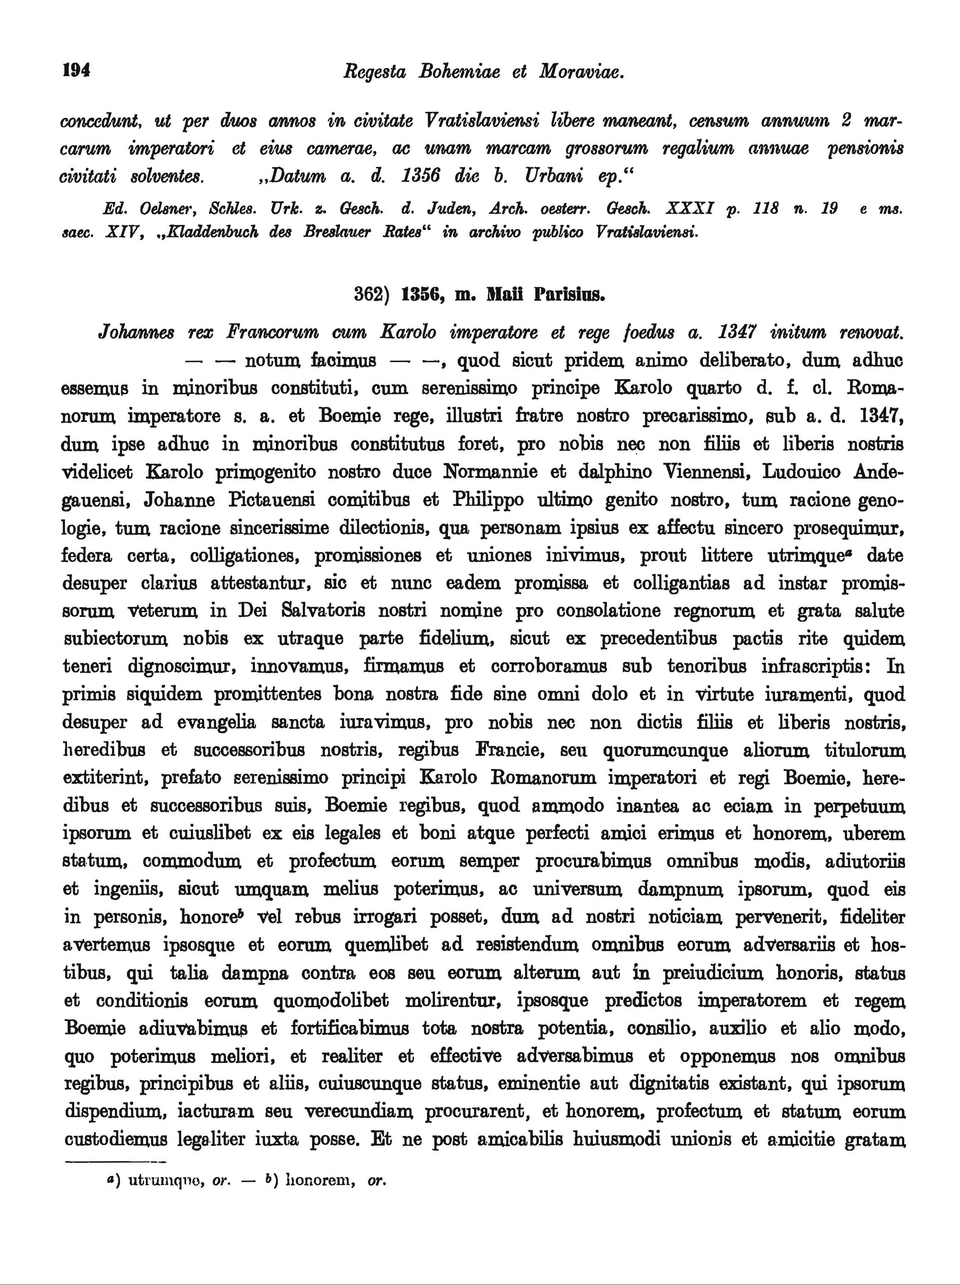 194 Regesta Bohemiae et Moraviae.
concedunt, ut per duos annos in civitate Vratislaviensi libere maneant, censum annuum 2 mar-
carum imperatori et eius camerae, ac unam marcam grossorum regalium annuae pensionis
civitati solventes. „Datum a. d. 1356 die b. Urbani ep.“
Ed. Oelsner, Schles. Urk. z. Gesch. d. Juden, Arch. oesterr. Gesch. XXXI p. 118 n. 19 e ms.
saec. XIV, „Kladdenbuch des Breslauer Rates“ in archivo publico Vratislaviensi.
362) 1356, m. Maii Parisius.
Johannes rex Francorum cum Karolo imperatore et rege foedus a. 1347 initum renovat.
— — notum facimus — —, quod sicut pridem animo deliberato, dum adhuc
essemus in minoribus constituti, cum serenissimo principe Karolo quarto d. f. cl. Roma-
norum imperatore s. a. et Boemie rege, illustri fratre nostro precarissimo, sub a. d. 1347,
dum ipse adhuc in minoribus constitutus foret, pro nobis nec non filiis et liberis nostris
videlicet Karolo primogenito nostro duce Normannie et dalphino Viennensi, Ludouico Ande-
gauensi, Johanne Pictauensi comitibus et Philippo ultimo genito nostro, tum racione geno-
logie, tum racione sincerissime dilectionis, qua personam ipsius ex affectu sincero prosequimur,
federa certa, colligationes, promissiones et uniones inivimus, prout littere utrimqueᵃ date
desuper clarius attestantur, sic et nunc eadem promissa et colligantias ad instar promis-
sorum veterum in Dei Salvatoris nostri nomine pro consolatione regnorum et grata salute
subiectorum nobis ex utraque parte fidelium, sicut ex precedentibus pactis rite quidem
teneri dignoscimur, innovamus, firmamus et corroboramus sub tenoribus infrascriptis: In
primis siquidem promittentes bona nostra fide sine omni dolo et in virtute iuramenti, quod
desuper ad evangelia sancta iuravimus, pro nobis nec non dictis filiis et liberis nostris,
heredibus et successoribus nostris, regibus Francie, seu quorumcunque aliorum titulorum
extiterint, prefato serenissimo principi Karolo Romanorum imperatori et regi Boemie, here-
dibus et successoribus suis, Boemie regibus, quod ammodo inantea ac eciam in perpetuum
ipsorum et cuiuslibet ex eis legales et boni atque perfecti amici erimus et honorem, uberem
statum, commodum et profectum eorum semper procurabimus omnibus modis, adiutoriis
et ingeniis, sicut umquam melius poterimus, ac universum dampnum ipsorum, quod eis
in personis, honoreᵇ vel rebus irrogari posset, dum ad nostri noticiam pervenerit, fideliter
avertemus ipsosque et eorum quemlibet ad resistendum omnibus eorum adversariis et hos-
tibus, qui talia dampna contra eos seu eorum alterum aut in preiudicium honoris, status
et conditionis eorum quomodolibet molirentur, ipsosque predictos imperatorem et regem
Boemie adiuvabimus et fortificabimus tota nostra potentia, consilio, auxilio et alio modo,
quo poterimus meliori, et realiter et effective adversabimus et opponemus nos omnibus
regibus, principibus et aliis, cuiuscunque status, eminentie aut dignitatis existant, qui ipsorum
dispendium, iacturam seu verecundiam procurarent, et honorem, profectum et statum eorum
custodiemus legaliter iuxta posse. Et ne post amicabilis huiusmodi unionis et amicitie gratam
ᵃ) utrumque, or. — ᵇ) honorem, or.